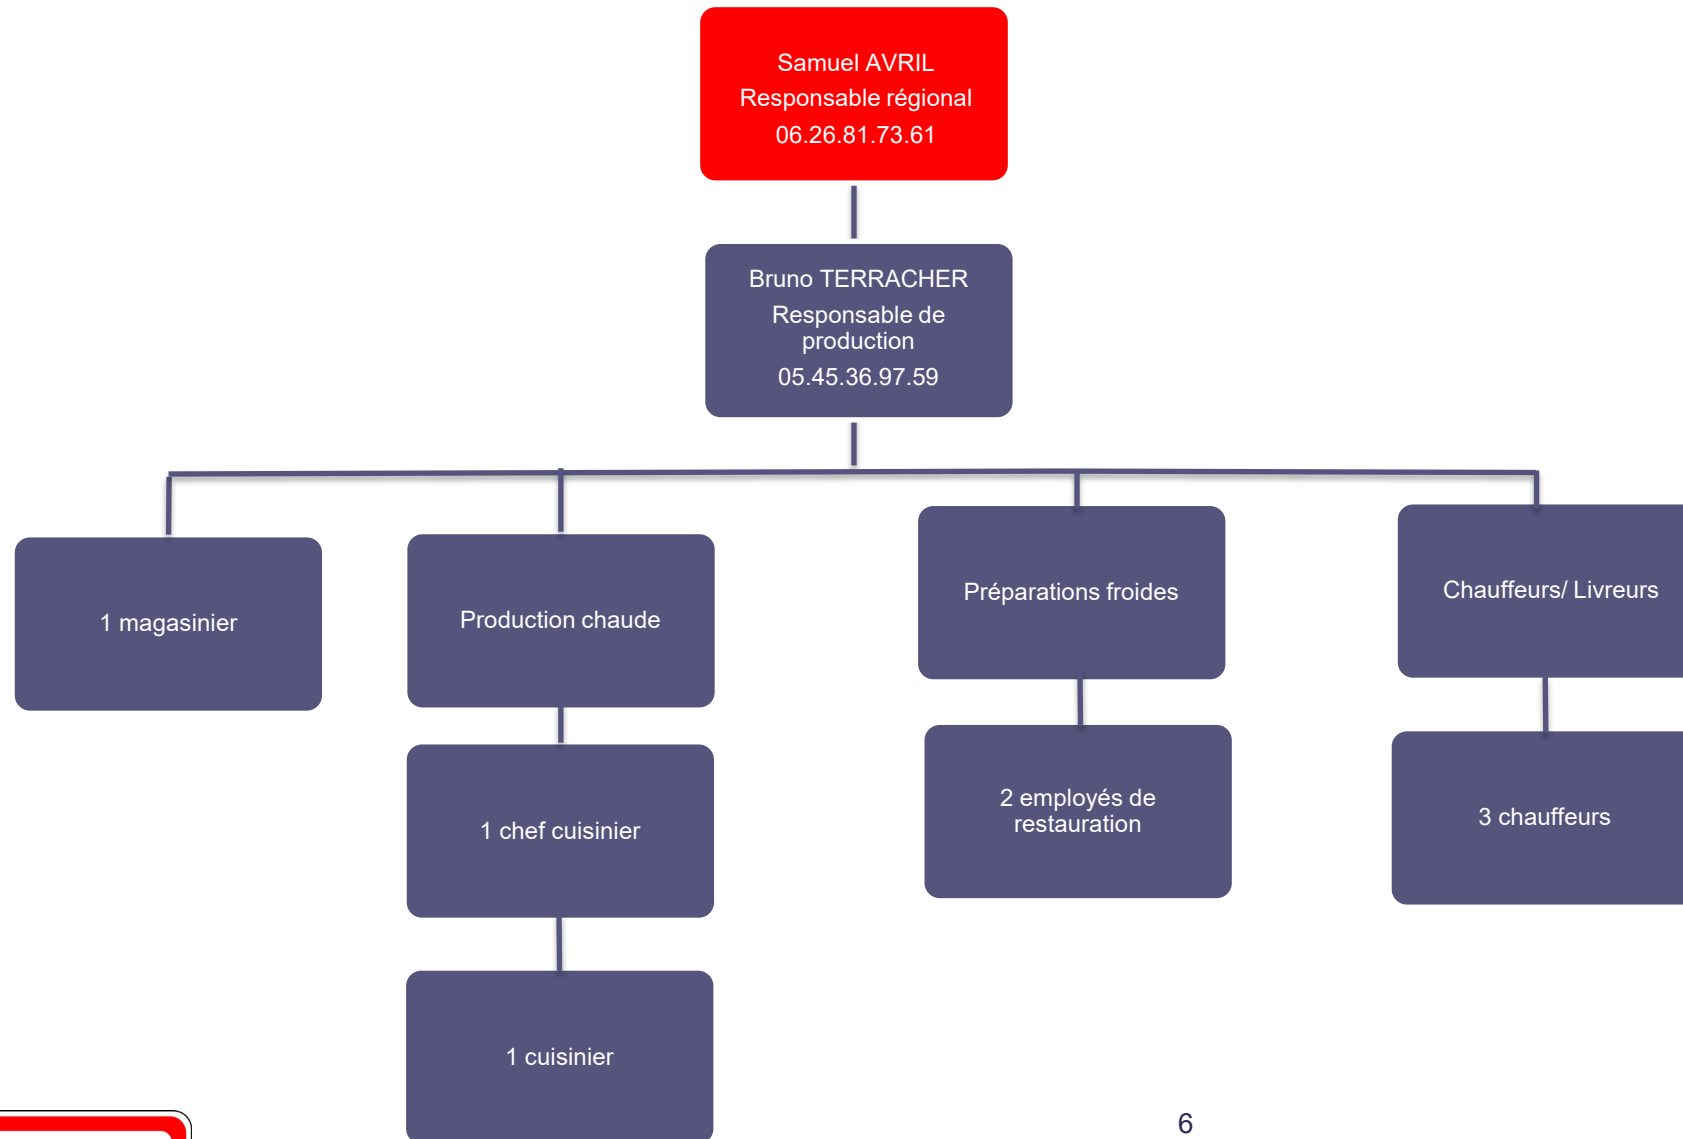 Samuel AVRIL
Responsable régional
06.26.81.73.61
Bruno TERRACHER
Responsable de
production
05.45.36.97.59
1 magasinier
Production chaude
Préparations froides
Chauffeurs/ Livreurs
1 chef cuisinier
2 employés de
restauration
3 chauffeurs
1 cuisinier
6